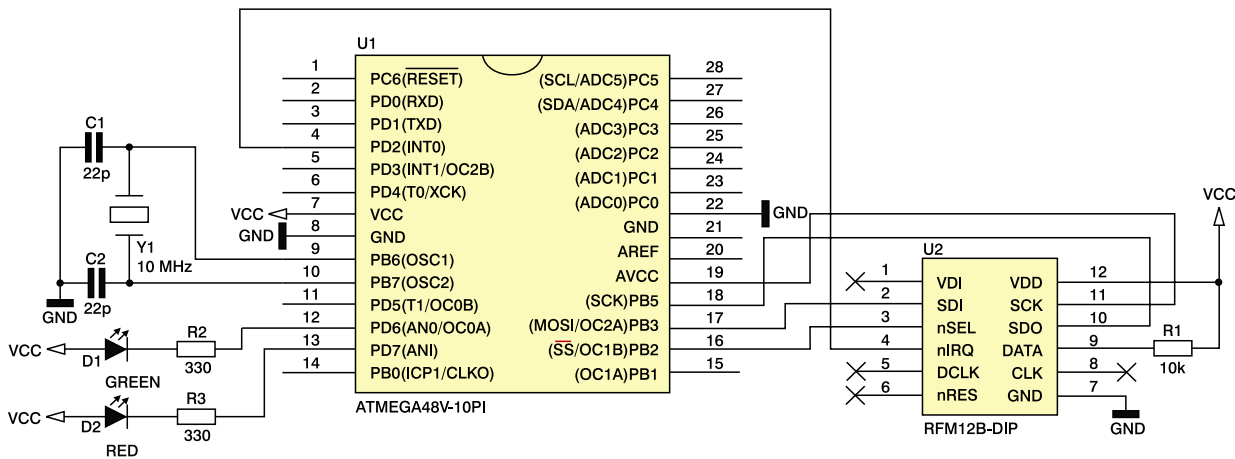 U1
1 PC6(RESET)
2 PD0(RXD)
3 PD1(TXD)
4 PD2(INT0)
5 PD3(INT1/OC2B)
6 PD4(T0/XCK)
7 VCC
8 GND
9 PB6(OSC1)
10 PB7(OSC2)
11 PD5(T1/OC0B)
12 PD6(AN0/OC0A)
13 PD7(ANI)
14 PB0(ICP1/CLKO)
(SCL/ADC5)PC5 28
(SDA/ADC4)PC4 27
(ADC3)PC3 26
(ADC2)PC2 25
(ADC1)PC1 24
(ADC0)PC0 23
GND 22
AREF 21
AVCC 20
(SCK)PB5 19
(MOSI/OC2A)PB3 18
(SS/OC1B)PB2 17
(OC1A)PB1 16
15
ATMEGA48V-10PI
C1
22p
Y1
10 MHz
C2
22p
GND
VCC
GND
VCC
D1
GREEN
R2
330
VCC
D2
RED
R3
330
GND
VCC
U2
1 VDI
2 SDI
3 nSEL
4 nIRQ
5 DCLK
6 nRES
VDD 12
SCK 11
SDO 10
DATA 9
CLK 8
GND 7
RFM12B-DIP
R1
10k
GND